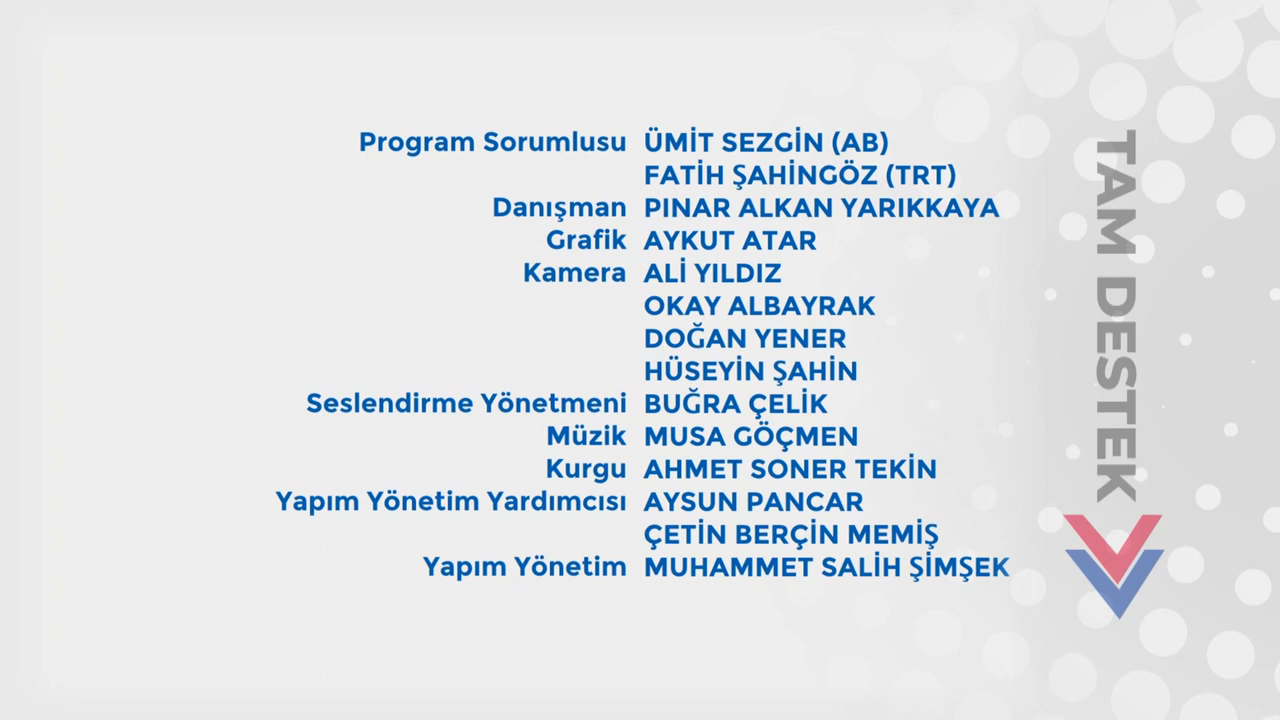 Program Sorumlusu ÜMİT SEZGİN (AB)
FATİH ŞAHİNGÖZ (TRT)
Danışman PINAR ALKAN YARIKKAYA
Grafik AYKUT ATAR
Kamera ALİ YILDIZ
OKAY ALBAYRAK
DOĞAN YENER
HÜSEYİN ŞAHİN
Seslendirme Yönetmeni BUĞRA ÇELİK
Müzik MUSA GÖÇMEN
Kurgu AHMET SONER TEKİN
Yapım Yönetim Yardımcısı AYSUN PANCAR
ÇETİN BERÇİN MEMİŞ
Yapım Yönetim MUHAMMET SALİH ŞİMŞEK
TAM DESTEK